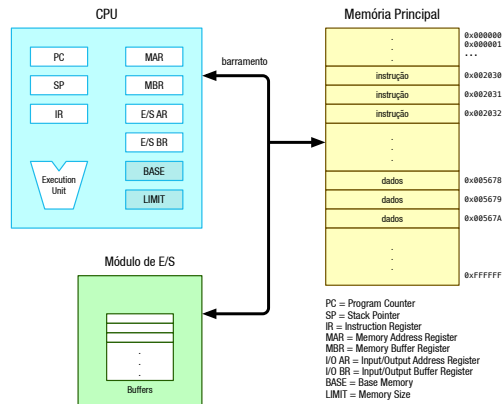 CPU
PC
SP
IR
Execution
Unit
MAR
MBR
E/S AR
E/S BR
BASE
LIMIT
barramento
Memória Principal
.
.
.
instrução
instrução
instrução
.
.
.
dados
dados
dados
.
.
.
0x000000
0x000001
...
0x002030
0x002031
0x002032
0x005678
0x005679
0x00567A
0xFFFFFF
Módulo de E/S
.
.
.
Buffers
PC = Program Counter
SP = Stack Pointer
IR = Instruction Register
MAR = Memory Address Register
MBR = Memory Buffer Register
I/O AR = Input/Output Address Register
I/O BR = Input/Output Buffer Register
BASE = Base Memory
LIMIT = Memory Size